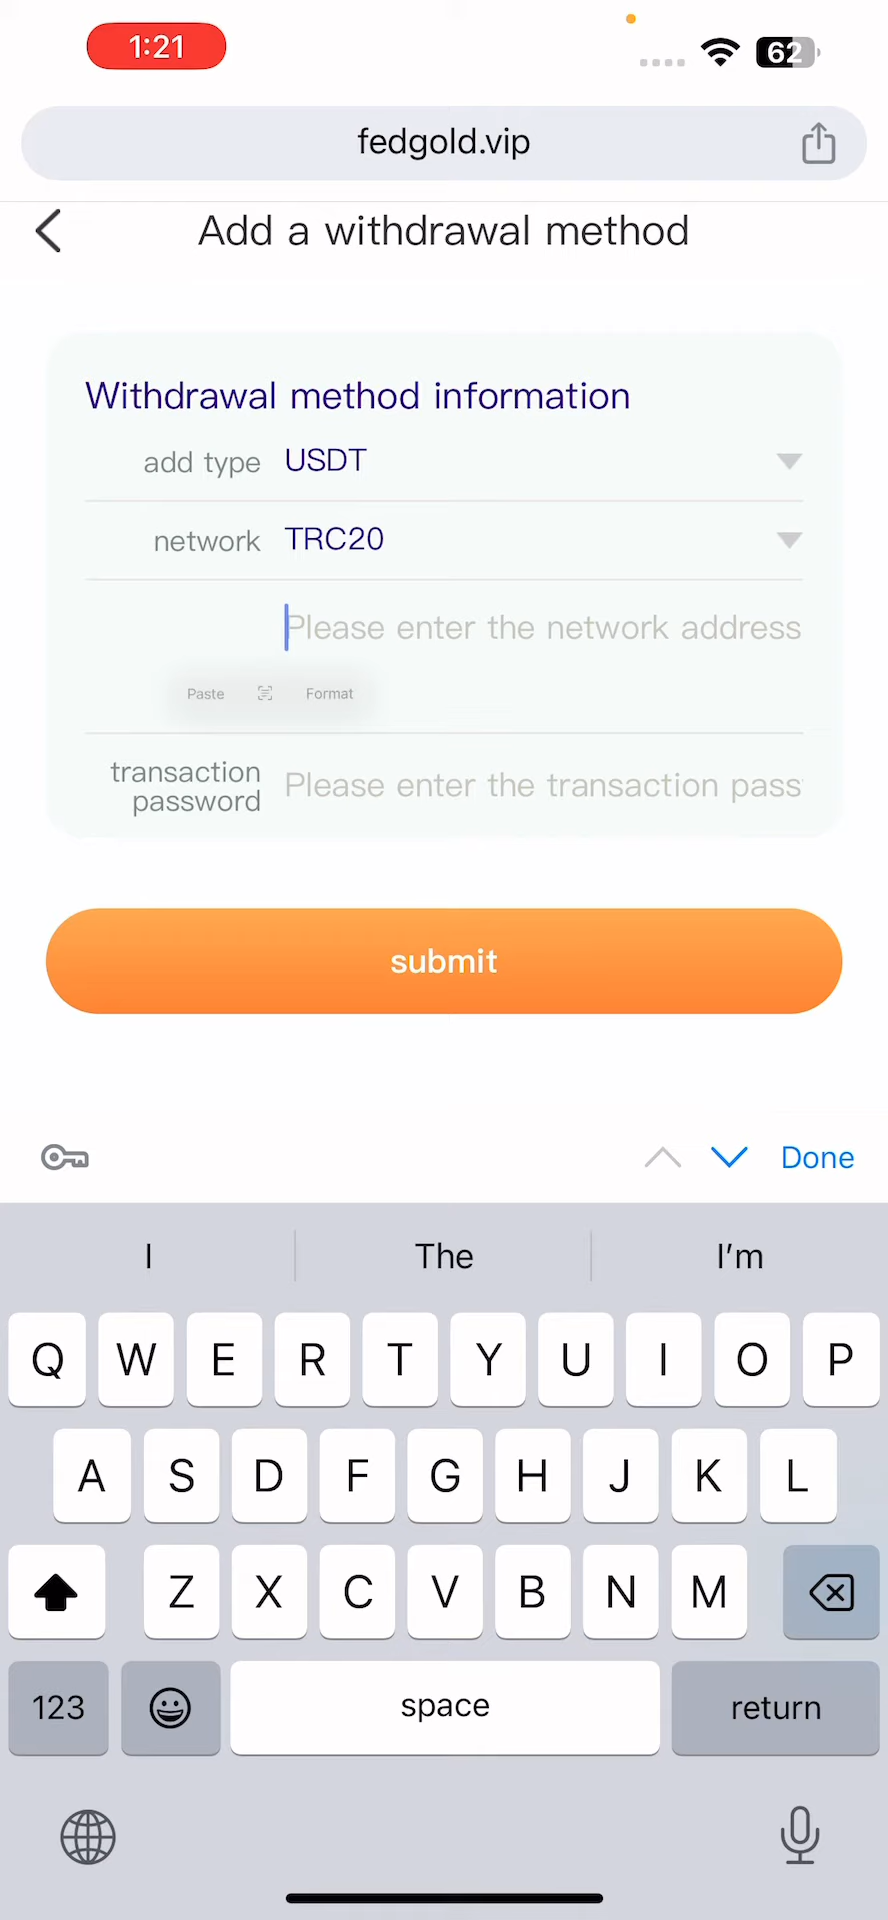 1:21
62
fedgold.vip
Add a withdrawal method
Withdrawal method information
add type USDT
network TRC20
Please enter the network address
Paste Format
transaction
password
Please enter the transaction pass
submit
Done
I The I'm
Q W E R T Y U I O P
A S D F G H J K L
Z X C V B N M
123 space return